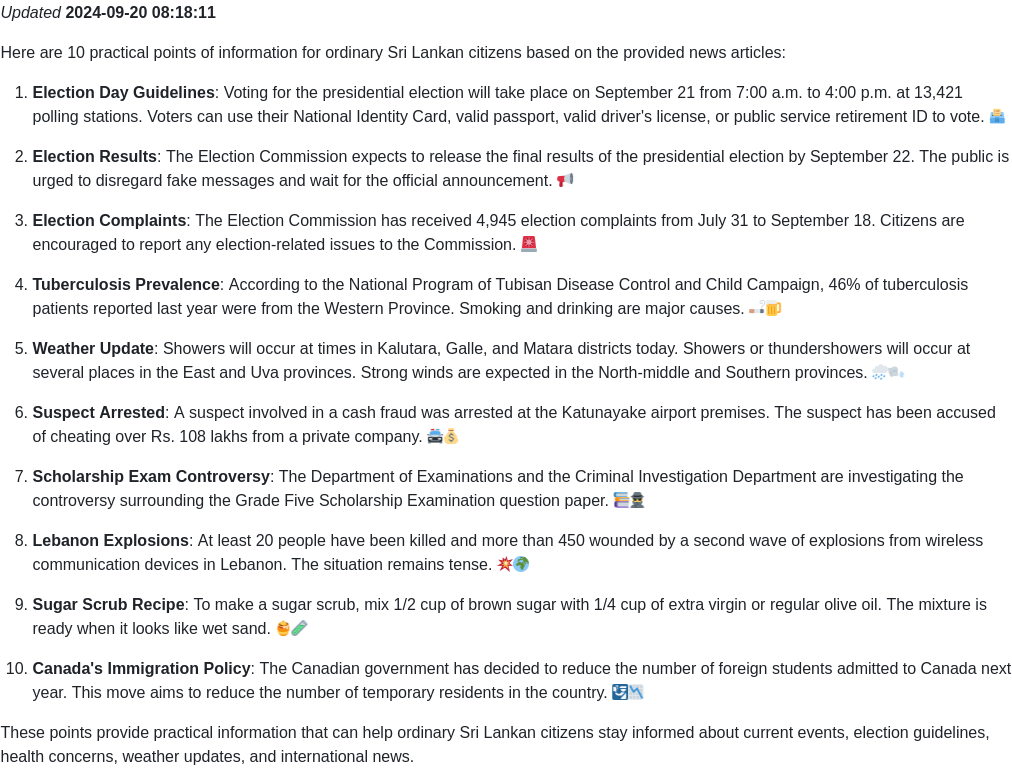 Updated 2024-09-20 08:18:11
Here are 10 practical points of information for ordinary Sri Lankan citizens based on the provided news articles:
1. Election Day Guidelines: Voting for the presidential election will take place on September 21 from 7:00 a.m. to 4:00 p.m. at 13,421
polling stations. Voters can use their National Identity Card, valid passport, valid driver's license, or public service retirement ID to vote. 🗳️
2. Election Results: The Election Commission expects to release the final results of the presidential election by September 22. The public is
urged to disregard fake messages and wait for the official announcement. 📢
3. Election Complaints: The Election Commission has received 4,945 election complaints from July 31 to September 18. Citizens are
encouraged to report any election-related issues to the Commission. 🚨
4. Tuberculosis Prevalence: According to the National Program of Tubisan Disease Control and Child Campaign, 46% of tuberculosis
patients reported last year were from the Western Province. Smoking and drinking are major causes. 🚬🍺
5. Weather Update: Showers will occur at times in Kalutara, Galle, and Matara districts today. Showers or thundershowers will occur at
several places in the East and Uva provinces. Strong winds are expected in the North-middle and Southern provinces. 🌨️🌬️
6. Suspect Arrested: A suspect involved in a cash fraud was arrested at the Katunayake airport premises. The suspect has been accused
of cheating over Rs. 108 lakhs from a private company. 🚔💰
7. Scholarship Exam Controversy: The Department of Examinations and the Criminal Investigation Department are investigating the
controversy surrounding the Grade Five Scholarship Examination question paper. 📚🕵️
8. Lebanon Explosions: At least 20 people have been killed and more than 450 wounded by a second wave of explosions from wireless
communication devices in Lebanon. The situation remains tense. 💥🌍
9. Sugar Scrub Recipe: To make a sugar scrub, mix 1/2 cup of brown sugar with 1/4 cup of extra virgin or regular olive oil. The mixture is
ready when it looks like wet sand. 🍯🧪
10. Canada's Immigration Policy: The Canadian government has decided to reduce the number of foreign students admitted to Canada next
year. This move aims to reduce the number of temporary residents in the country. 🛂📉
These points provide practical information that can help ordinary Sri Lankan citizens stay informed about current events, election guidelines,
health concerns, weather updates, and international news.